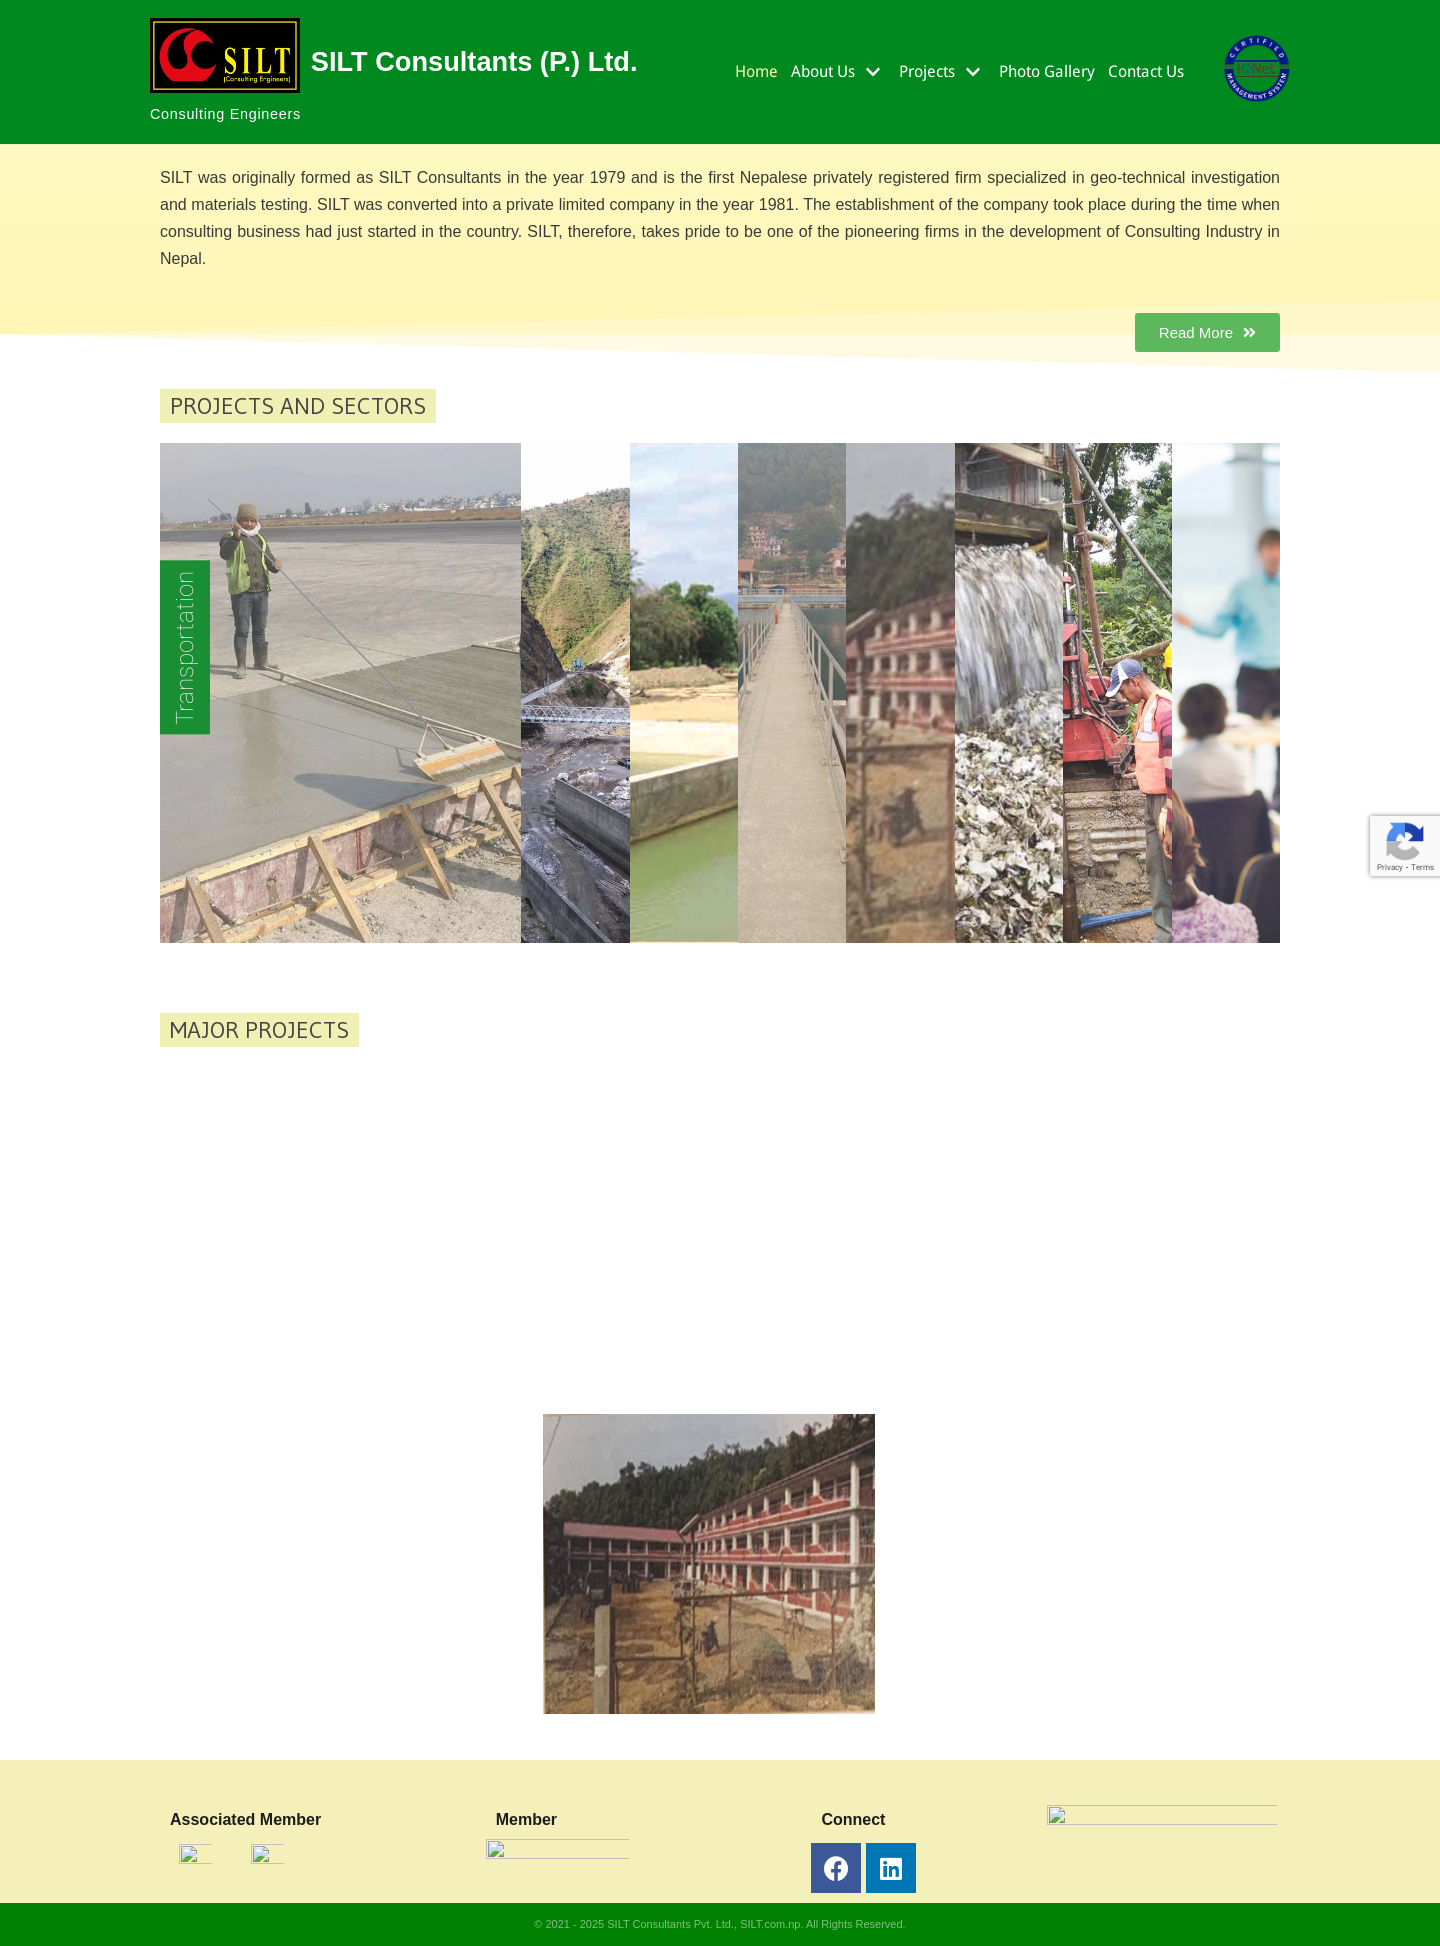 SILT
(Consulting Engineers)
SILT Consultants (P.) Ltd.
Consulting Engineers
Home About Us Projects Photo Gallery Contact Us
CERTIFIED
IQNet
MANAGEMENT SYSTEM
SILT was originally formed as SILT Consultants in the year 1979 and is the first Nepalese privately registered firm specialized in geo-technical investigation
and materials testing. SILT was converted into a private limited company in the year 1981. The establishment of the company took place during the time when
consulting business had just started in the country. SILT, therefore, takes pride to be one of the pioneering firms in the development of Consulting Industry in
Nepal.
Read More
PROJECTS AND SECTORS
Transportation
Privacy - Terms
MAJOR PROJECTS
Associated Member
Member
Connect
© 2021 - 2025 SILT Consultants Pvt. Ltd., SILT.com.np. All Rights Reserved.